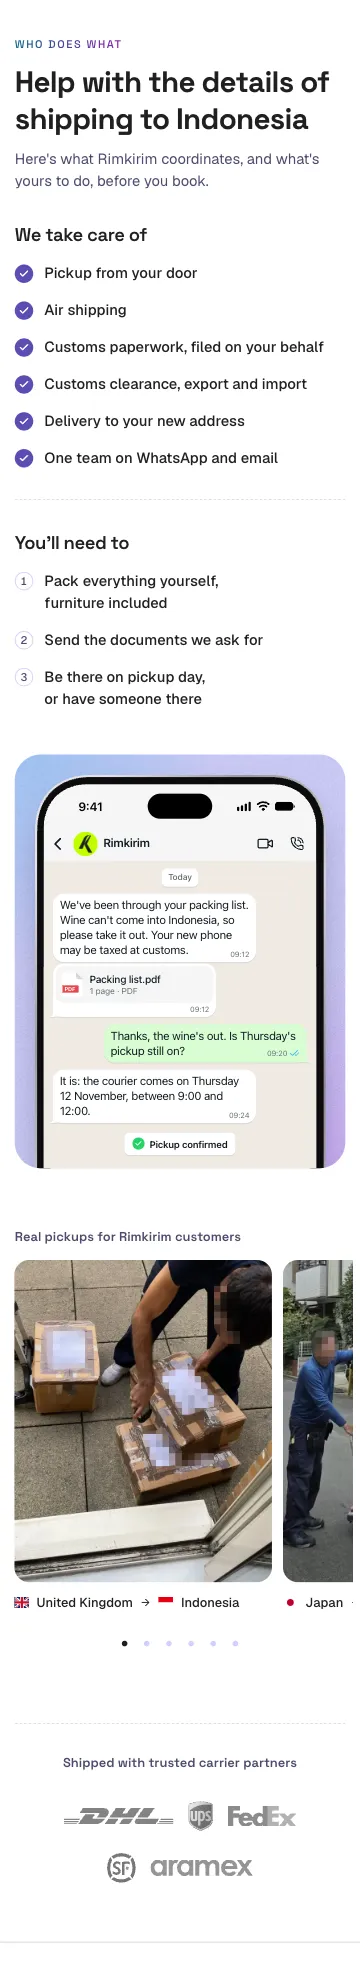 WHO DOES WHAT
Help with the details of
shipping to Indonesia
Here's what Rimkirim coordinates, and what's
yours to do, before you book.
We take care of
Pickup from your door
Air shipping
Customs paperwork, filed on your behalf
Customs clearance, export and import
Delivery to your new address
One team on WhatsApp and email
You'll need to
1 Pack everything yourself,
furniture included
2 Send the documents we ask for
3 Be there on pickup day,
or have someone there
9:41
Rimkirim
Today
We've been through your packing list.
Wine can't come into Indonesia, so
please take it out. Your new phone
may be taxed at customs.
09:12
Packing list.pdf
PDF
1 page · PDF
09:12
Thanks, the wine's out. Is Thursday's
pickup still on?
09:20
It is: the courier comes on Thursday
12 November, between 9:00 and
12:00.
09:24
Pickup confirmed
Real pickups for Rimkirim customers
United Kingdom → Indonesia
Japan
Shipped with trusted carrier partners
DHL ups FedEx
SF aramex